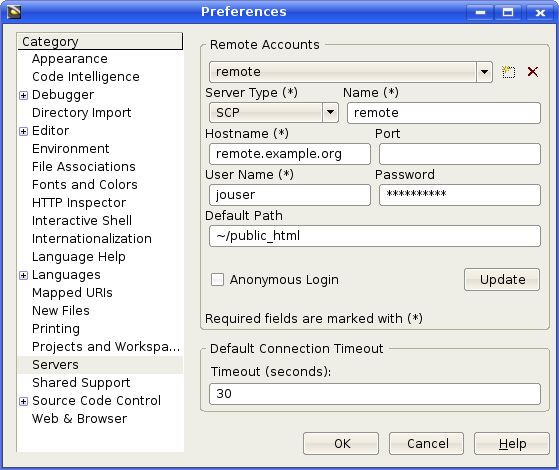 Preferences
Category
Appearance
Code Intelligence
Debugger
Directory Import
Editor
Environment
File Associations
Fonts and Colors
HTTP Inspector
Interactive Shell
Internationalization
Language Help
Languages
Mapped URIs
New Files
Printing
Projects and Workspa...
Servers
Shared Support
Source Code Control
Web & Browser
Remote Accounts
remote
Server Type (*) Name (*)
SCP remote
Hostname (*) Port
remote.example.org
User Name (*) Password
jouser **********
Default Path
~/public_html
Anonymous Login Update
Required fields are marked with (*)
Default Connection Timeout
Timeout (seconds):
30
OK Cancel Help